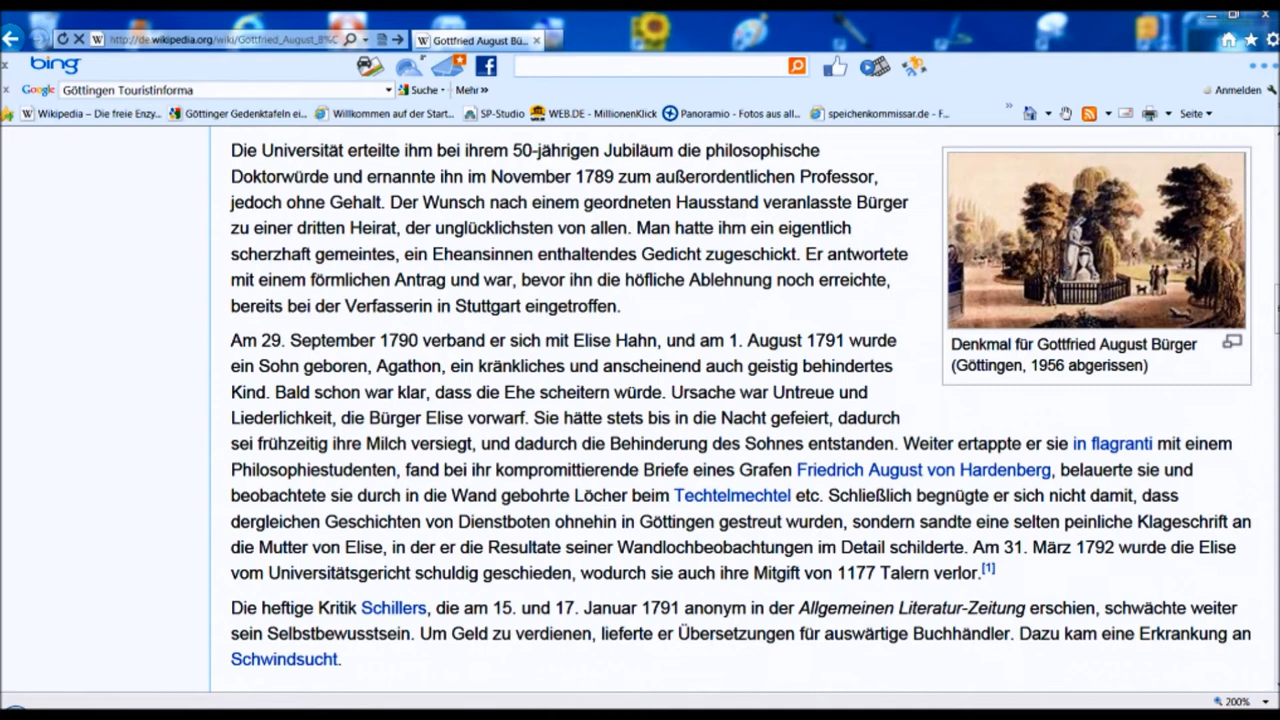 http://de.wikipedia.org/wiki/Gottfried_August_B%C
W Gottfried August Bü...
bing
Google Göttingen Touristinforma Suche Mehr » Anmelden
W Wikipedia – Die freie Enzy... Göttinger Gedenktafeln ei... Willkommen auf der Start... SP-Studio WEB.DE - MillionenKlick Panoramio - Fotos aus all... speichenkommissar.de - F... » Seite
Die Universität erteilte ihm bei ihrem 50-jährigen Jubiläum die philosophische
Doktorwürde und ernannte ihn im November 1789 zum außerordentlichen Professor,
jedoch ohne Gehalt. Der Wunsch nach einem geordneten Hausstand veranlasste Bürger
zu einer dritten Heirat, der unglücklichsten von allen. Man hatte ihm ein eigentlich
scherzhaft gemeintes, ein Eheansinnen enthaltendes Gedicht zugeschickt. Er antwortete
mit einem förmlichen Antrag und war, bevor ihn die höfliche Ablehnung noch erreichte,
bereits bei der Verfasserin in Stuttgart eingetroffen.
Denkmal für Gottfried August Bürger
(Göttingen, 1956 abgerissen)
Am 29. September 1790 verband er sich mit Elise Hahn, und am 1. August 1791 wurde
ein Sohn geboren, Agathon, ein kränkliches und anscheinend auch geistig behindertes
Kind. Bald schon war klar, dass die Ehe scheitern würde. Ursache war Untreue und
Liederlichkeit, die Bürger Elise vorwarf. Sie hätte stets bis in die Nacht gefeiert, dadurch
sei frühzeitig ihre Milch versiegt, und dadurch die Behinderung des Sohnes entstanden. Weiter ertappte er sie in flagranti mit einem
Philosophiestudenten, fand bei ihr kompromittierende Briefe eines Grafen Friedrich August von Hardenberg, belauerte sie und
beobachtete sie durch in die Wand gebohrte Löcher beim Techtelmechtel etc. Schließlich begnügte er sich nicht damit, dass
dergleichen Geschichten von Dienstboten ohnehin in Göttingen gestreut wurden, sondern sandte eine selten peinliche Klageschrift an
die Mutter von Elise, in der er die Resultate seiner Wandlochbeobachtungen im Detail schilderte. Am 31. März 1792 wurde die Elise
vom Universitätsgericht schuldig geschieden, wodurch sie auch ihre Mitgift von 1177 Talern verlor.[1]
Die heftige Kritik Schillers, die am 15. und 17. Januar 1791 anonym in der Allgemeinen Literatur-Zeitung erschien, schwächte weiter
sein Selbstbewusstsein. Um Geld zu verdienen, lieferte er Übersetzungen für auswärtige Buchhändler. Dazu kam eine Erkrankung an
Schwindsucht.
200%